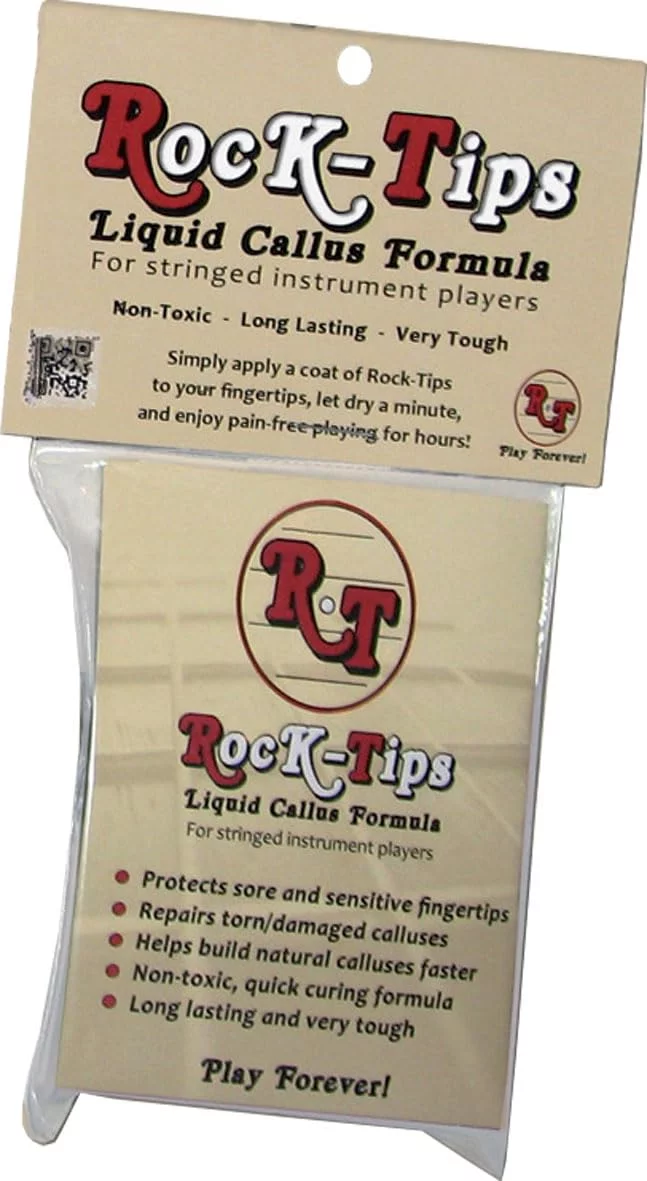 Rock-Tips
Liquid Callus Formula
For stringed instrument players
Non-Toxic - Long Lasting - Very Tough
Simply apply a coat of Rock-Tips
to your fingertips, let dry a minute,
and enjoy pain-free playing for hours!
R·T
Play Forever!
R·T
Rock-Tips
Liquid Callus Formula
For stringed instrument players
Protects sore and sensitive fingertips
Repairs torn/damaged calluses
Helps build natural calluses faster
Non-toxic, quick curing formula
Long lasting and very tough
Play Forever!